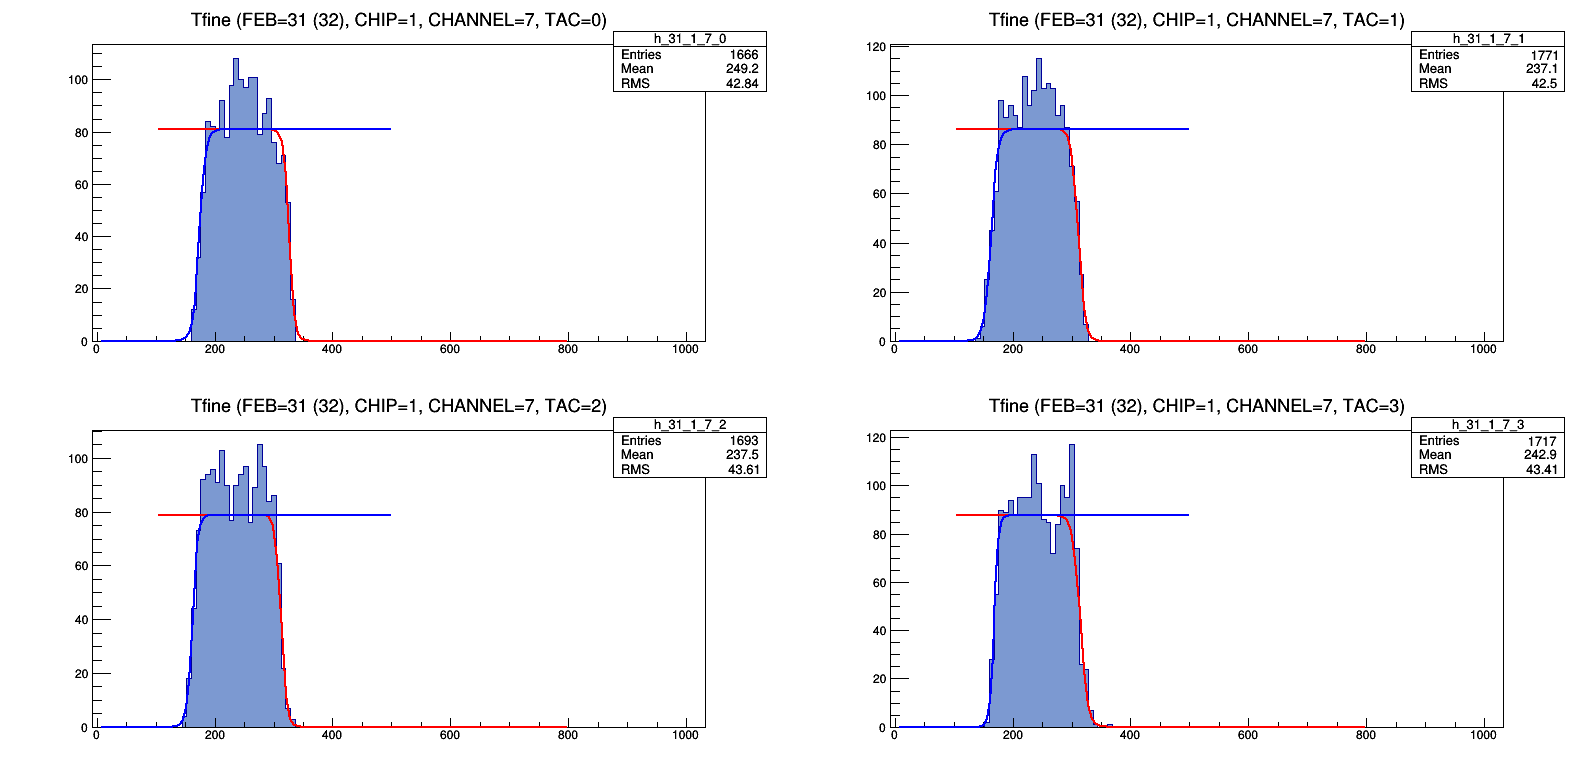 Tfine (FEB=31 (32), CHIP=1, CHANNEL=7, TAC=0)
h_31_1_7_0
Entries 1666
Mean 249.2
RMS 42.84
100
80
60
40
20
0
0 200 400 600 800 1000
Tfine (FEB=31 (32), CHIP=1, CHANNEL=7, TAC=1)
h_31_1_7_1
Entries 1771
Mean 237.1
RMS 42.5
120
100
80
60
40
20
0
0 200 400 600 800 1000
Tfine (FEB=31 (32), CHIP=1, CHANNEL=7, TAC=2)
h_31_1_7_2
Entries 1693
Mean 237.5
RMS 43.61
100
80
60
40
20
0
0 200 400 600 800 1000
Tfine (FEB=31 (32), CHIP=1, CHANNEL=7, TAC=3)
h_31_1_7_3
Entries 1717
Mean 242.9
RMS 43.41
120
100
80
60
40
20
0
0 200 400 600 800 1000